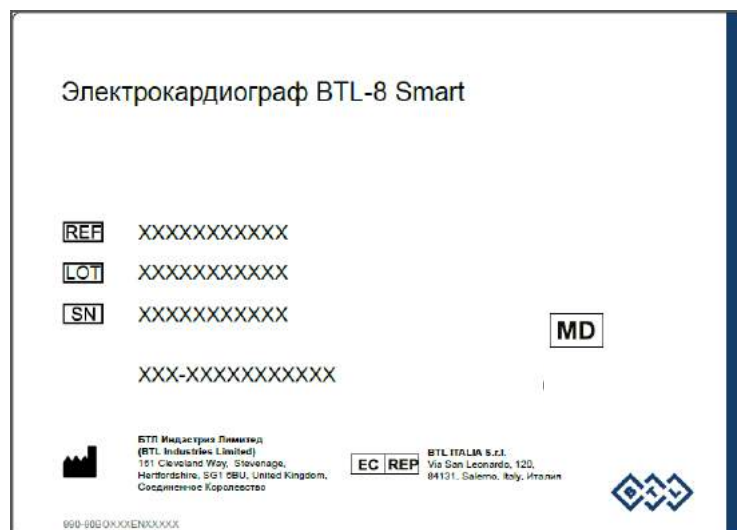 Электрокардиограф BTL-8 Smart
REF XXXXXXXXXXX
LOT XXXXXXXXXXX
SN XXXXXXXXXXX
MD
XXX-XXXXXXXXXXX
БТЛ Индастриз Лимитед
(BTL Industries Limited)
161 Cleveland Way, Stevenage,
Hertfordshire, SG1 6BU, United Kingdom,
Соединенное Королевство
EC REP
BTL ITALIA S.r.l.
Via San Leonardo, 120,
84131, Salerno, Italy, Италия
BTL